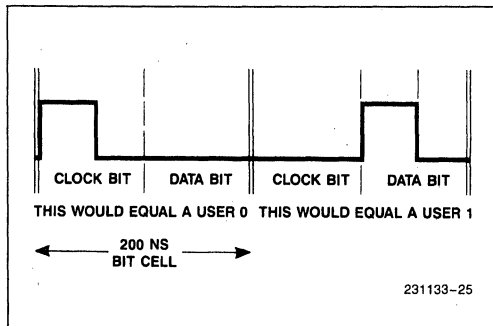 CLOCK BIT DATA BIT CLOCK BIT DATA BIT
THIS WOULD EQUAL A USER 0 THIS WOULD EQUAL A USER 1
200 NS
BIT CELL
231133-25